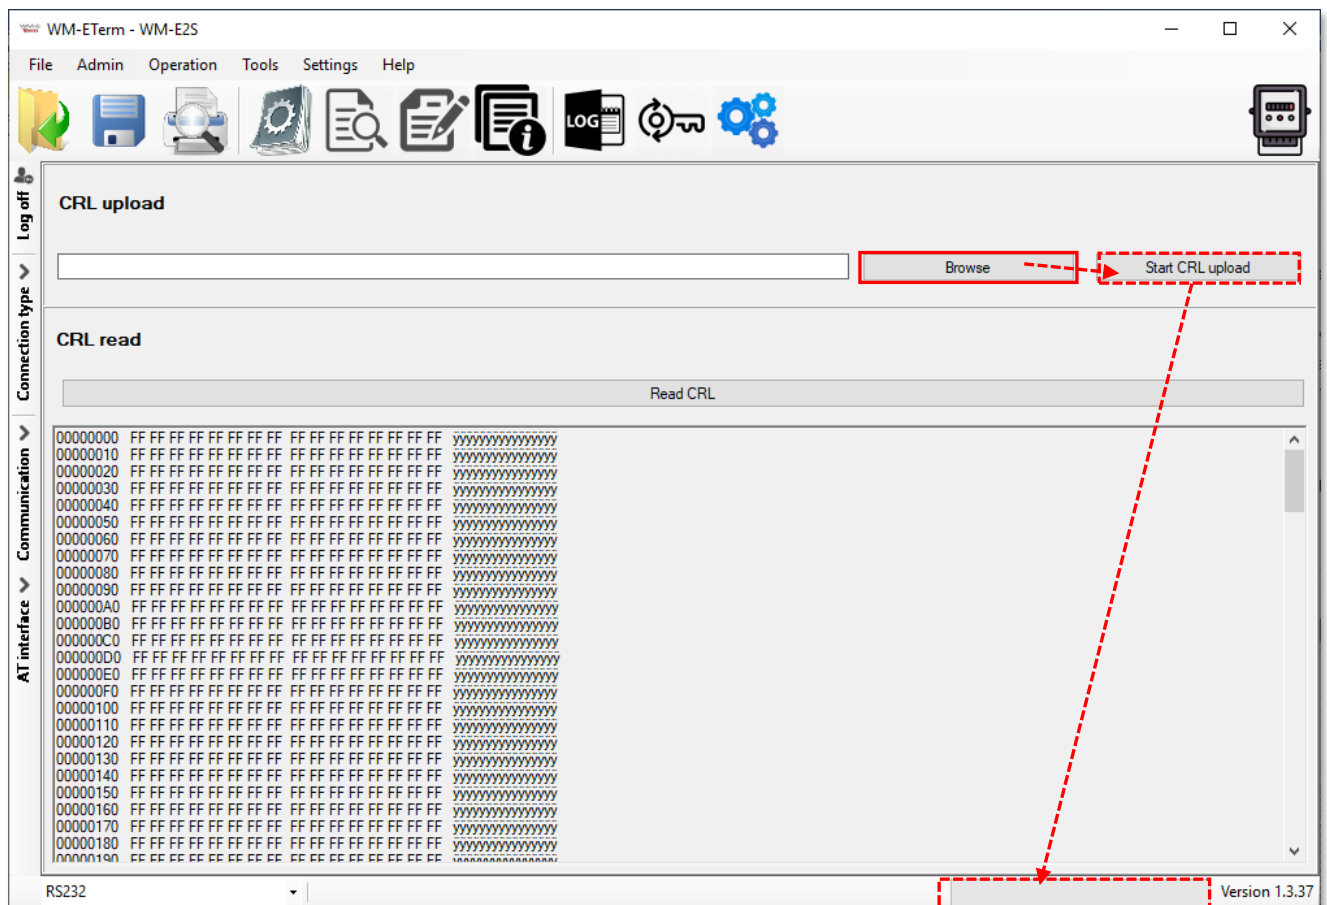 WM-ETerm - WM-E2S
File Admin Operation Tools Settings Help
LOG
Log off
Connection type
Communication
AT interface
CRL upload
Browse
Start CRL upload
CRL read
Read CRL
00000000 FF FF FF FF FF FF FF FF FF FF FF FF FF FF FF FF ÿÿÿÿÿÿÿÿÿÿÿÿÿÿÿÿ
00000010 FF FF FF FF FF FF FF FF FF FF FF FF FF FF FF FF ÿÿÿÿÿÿÿÿÿÿÿÿÿÿÿÿ
00000020 FF FF FF FF FF FF FF FF FF FF FF FF FF FF FF FF ÿÿÿÿÿÿÿÿÿÿÿÿÿÿÿÿ
00000030 FF FF FF FF FF FF FF FF FF FF FF FF FF FF FF FF ÿÿÿÿÿÿÿÿÿÿÿÿÿÿÿÿ
00000040 FF FF FF FF FF FF FF FF FF FF FF FF FF FF FF FF ÿÿÿÿÿÿÿÿÿÿÿÿÿÿÿÿ
00000050 FF FF FF FF FF FF FF FF FF FF FF FF FF FF FF FF ÿÿÿÿÿÿÿÿÿÿÿÿÿÿÿÿ
00000060 FF FF FF FF FF FF FF FF FF FF FF FF FF FF FF FF ÿÿÿÿÿÿÿÿÿÿÿÿÿÿÿÿ
00000070 FF FF FF FF FF FF FF FF FF FF FF FF FF FF FF FF ÿÿÿÿÿÿÿÿÿÿÿÿÿÿÿÿ
00000080 FF FF FF FF FF FF FF FF FF FF FF FF FF FF FF FF ÿÿÿÿÿÿÿÿÿÿÿÿÿÿÿÿ
00000090 FF FF FF FF FF FF FF FF FF FF FF FF FF FF FF FF ÿÿÿÿÿÿÿÿÿÿÿÿÿÿÿÿ
000000A0 FF FF FF FF FF FF FF FF FF FF FF FF FF FF FF FF ÿÿÿÿÿÿÿÿÿÿÿÿÿÿÿÿ
000000B0 FF FF FF FF FF FF FF FF FF FF FF FF FF FF FF FF ÿÿÿÿÿÿÿÿÿÿÿÿÿÿÿÿ
000000C0 FF FF FF FF FF FF FF FF FF FF FF FF FF FF FF FF ÿÿÿÿÿÿÿÿÿÿÿÿÿÿÿÿ
000000D0 FF FF FF FF FF FF FF FF FF FF FF FF FF FF FF FF ÿÿÿÿÿÿÿÿÿÿÿÿÿÿÿÿ
000000E0 FF FF FF FF FF FF FF FF FF FF FF FF FF FF FF FF ÿÿÿÿÿÿÿÿÿÿÿÿÿÿÿÿ
000000F0 FF FF FF FF FF FF FF FF FF FF FF FF FF FF FF FF ÿÿÿÿÿÿÿÿÿÿÿÿÿÿÿÿ
00000100 FF FF FF FF FF FF FF FF FF FF FF FF FF FF FF FF ÿÿÿÿÿÿÿÿÿÿÿÿÿÿÿÿ
00000110 FF FF FF FF FF FF FF FF FF FF FF FF FF FF FF FF ÿÿÿÿÿÿÿÿÿÿÿÿÿÿÿÿ
00000120 FF FF FF FF FF FF FF FF FF FF FF FF FF FF FF FF ÿÿÿÿÿÿÿÿÿÿÿÿÿÿÿÿ
00000130 FF FF FF FF FF FF FF FF FF FF FF FF FF FF FF FF ÿÿÿÿÿÿÿÿÿÿÿÿÿÿÿÿ
00000140 FF FF FF FF FF FF FF FF FF FF FF FF FF FF FF FF ÿÿÿÿÿÿÿÿÿÿÿÿÿÿÿÿ
00000150 FF FF FF FF FF FF FF FF FF FF FF FF FF FF FF FF ÿÿÿÿÿÿÿÿÿÿÿÿÿÿÿÿ
00000160 FF FF FF FF FF FF FF FF FF FF FF FF FF FF FF FF ÿÿÿÿÿÿÿÿÿÿÿÿÿÿÿÿ
00000170 FF FF FF FF FF FF FF FF FF FF FF FF FF FF FF FF ÿÿÿÿÿÿÿÿÿÿÿÿÿÿÿÿ
00000180 FF FF FF FF FF FF FF FF FF FF FF FF FF FF FF FF ÿÿÿÿÿÿÿÿÿÿÿÿÿÿÿÿ
00000190 FF FF FF FF FF FF FF FF FF FF FF FF FF FF FF FF ÿÿÿÿÿÿÿÿÿÿÿÿÿÿÿÿ
RS232
Version 1.3.37